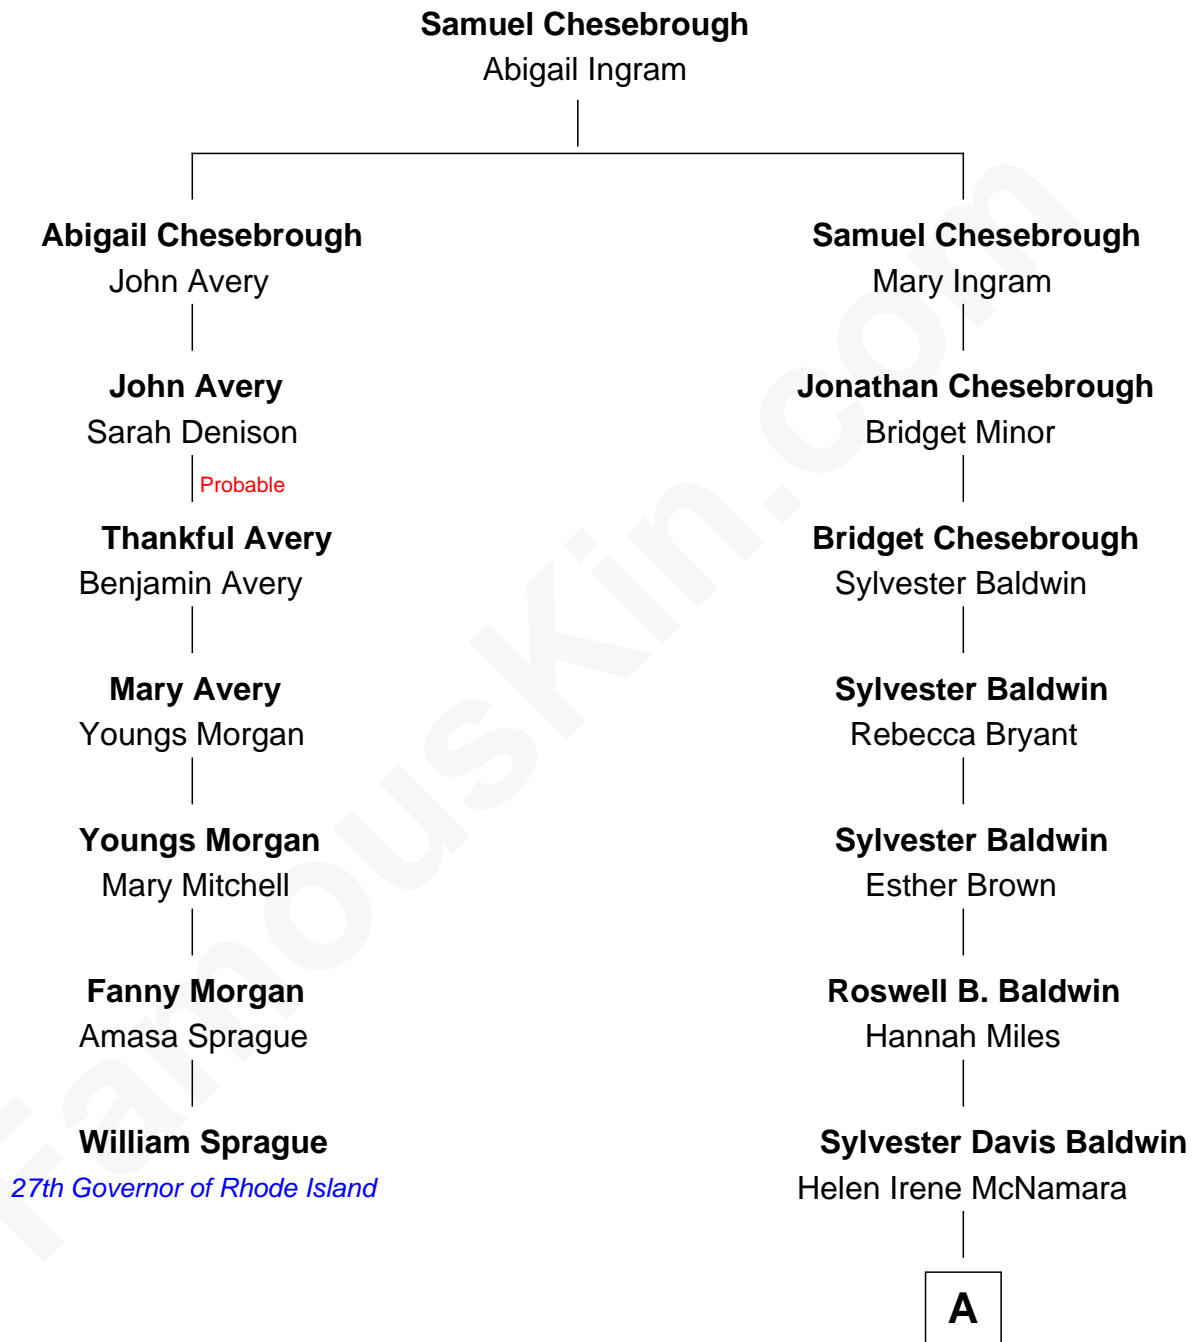 Samuel Chesebrough
Abigail Ingram
Abigail Chesebrough
John Avery
Samuel Chesebrough
Mary Ingram
John Avery
Sarah Denison
Jonathan Chesebrough
Bridget Minor
Probable
Thankful Avery
Benjamin Avery
Bridget Chesebrough
Sylvester Baldwin
Mary Avery
Youngs Morgan
Sylvester Baldwin
Rebecca Bryant
Youngs Morgan
Mary Mitchell
Sylvester Baldwin
Esther Brown
Fanny Morgan
Amasa Sprague
Roswell B. Baldwin
Hannah Miles
William Sprague
27th Governor of Rhode Island
Sylvester Davis Baldwin
Helen Irene McNamara
A
FamousKin.com